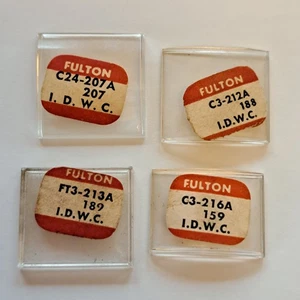 FULTON
C24-207A
207
I.D.W.C.
FULTON
C3-212A
188
I.D.W.C.
FULTON
FT3-213A
189
I.D.W.C.
FULTON
C3-216A
159
I.D.W.C.